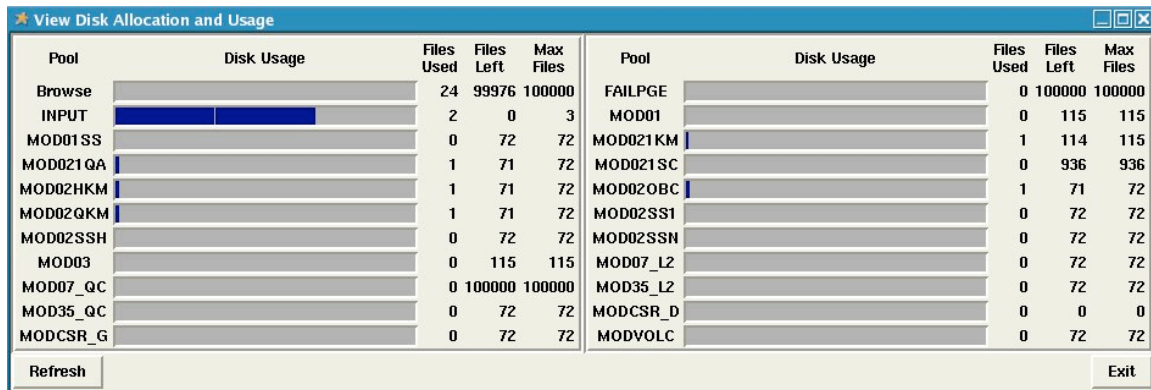 View Disk Allocation and Usage
Pool Disk Usage Files Used Files Left Max Files Pool Disk Usage Files Used Files Left Max Files
Browse 24 99976 100000 FAILPGE 0 100000 100000
INPUT 2 0 3 MOD01 0 115 115
MOD01SS 0 72 72 MOD021KM 1 114 115
MOD021QA 1 71 72 MOD021SC 0 936 936
MOD02HKM 1 71 72 MOD02OBC 1 71 72
MOD02QKM 1 71 72 MOD02SS1 0 72 72
MOD02SSH 0 72 72 MOD02SSN 0 72 72
MOD03 0 115 115 MOD07_L2 0 72 72
MOD07_QC 0 100000 100000 MOD35_L2 0 72 72
MOD35_QC 0 72 72 MODCSR_D 0 0 0
MODCSR_G 0 72 72 MODVOLC 0 72 72
Refresh Exit